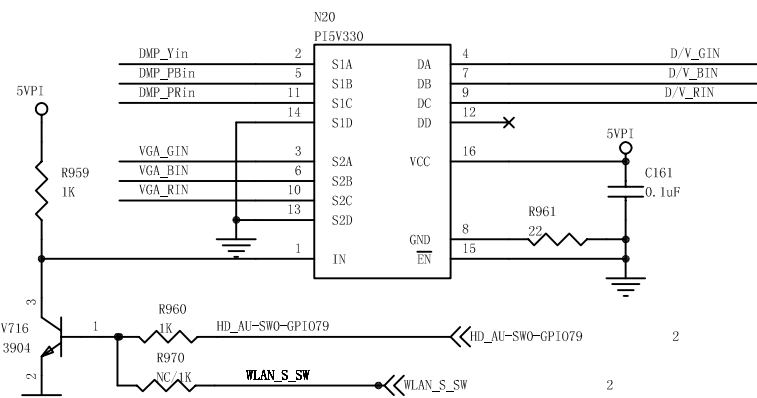 N20
PI5V330
DMP_Yin 2 S1A DA 4 D/V_GIN
DMP_PBin 5 S1B DB 7 D/V_BIN
DMP_PRin 11 S1C DC 9 D/V_RIN
5VPI 14 S1D DD 12
5VPI
VGA_GIN 3 S2A VCC 16
R959 VGA_BIN 6 S2B C161
1K VGA_RIN 10 S2C 0.1uF
13 S2D R961
GND 8 22
1 IN EN 15
3
R960
V716 1 1K HD_AU-SW0-GPIO79 HD_AU-SW0-GPIO79 2
3904 R970
2 NC/1K WLAN_S_SW WLAN_S_SW 2